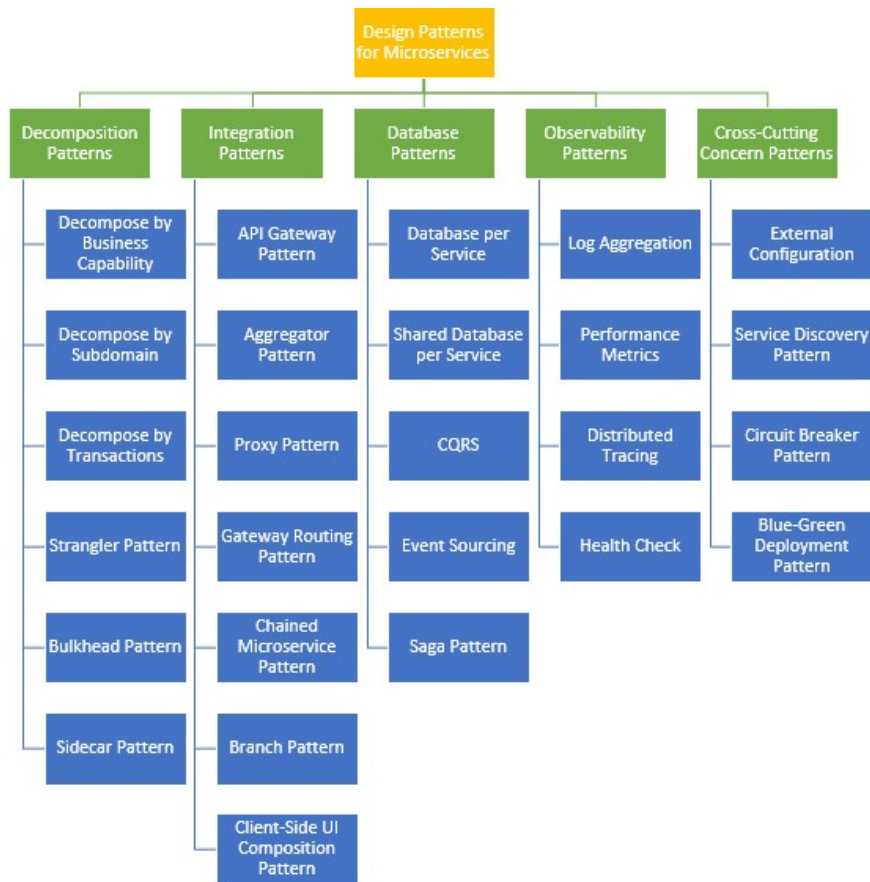 Design Patterns
for Microservices
Decomposition
Patterns
Integration
Patterns
Database
Patterns
Observability
Patterns
Cross-Cutting
Concern Patterns
Decompose by
Business
Capability
API Gateway
Pattern
Database per
Service
Log Aggregation
External
Configuration
Decompose by
Subdomain
Aggregator
Pattern
Shared Database
per Service
Performance
Metrics
Service Discovery
Pattern
Decompose by
Transactions
Proxy Pattern
CQRS
Distributed
Tracing
Circuit Breaker
Pattern
Strangler Pattern
Gateway Routing
Pattern
Event Sourcing
Health Check
Blue-Green
Deployment
Pattern
Bulkhead Pattern
Chained
Microservice
Pattern
Saga Pattern
Sidecar Pattern
Branch Pattern
Client-Side UI
Composition
Pattern